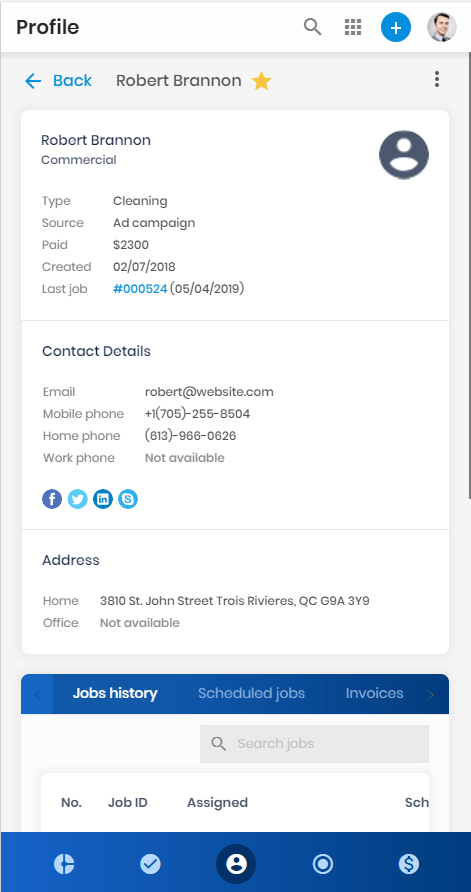 Profile
Back Robert Brannon
Robert Brannon
Commercial
Type Cleaning
Source Ad campaign
Paid $2300
Created 02/07/2018
Last job #000524 (05/04/2019)
Contact Details
Email robert@website.com
Mobile phone +1(705)-255-8504
Home phone (613)-966-0626
Work phone Not available
Address
Home 3810 St. John Street Trois Rivieres, QC G9A 3Y9
Office Not available
Jobs history Scheduled jobs Invoices
Search jobs
No. Job ID Assigned Sch